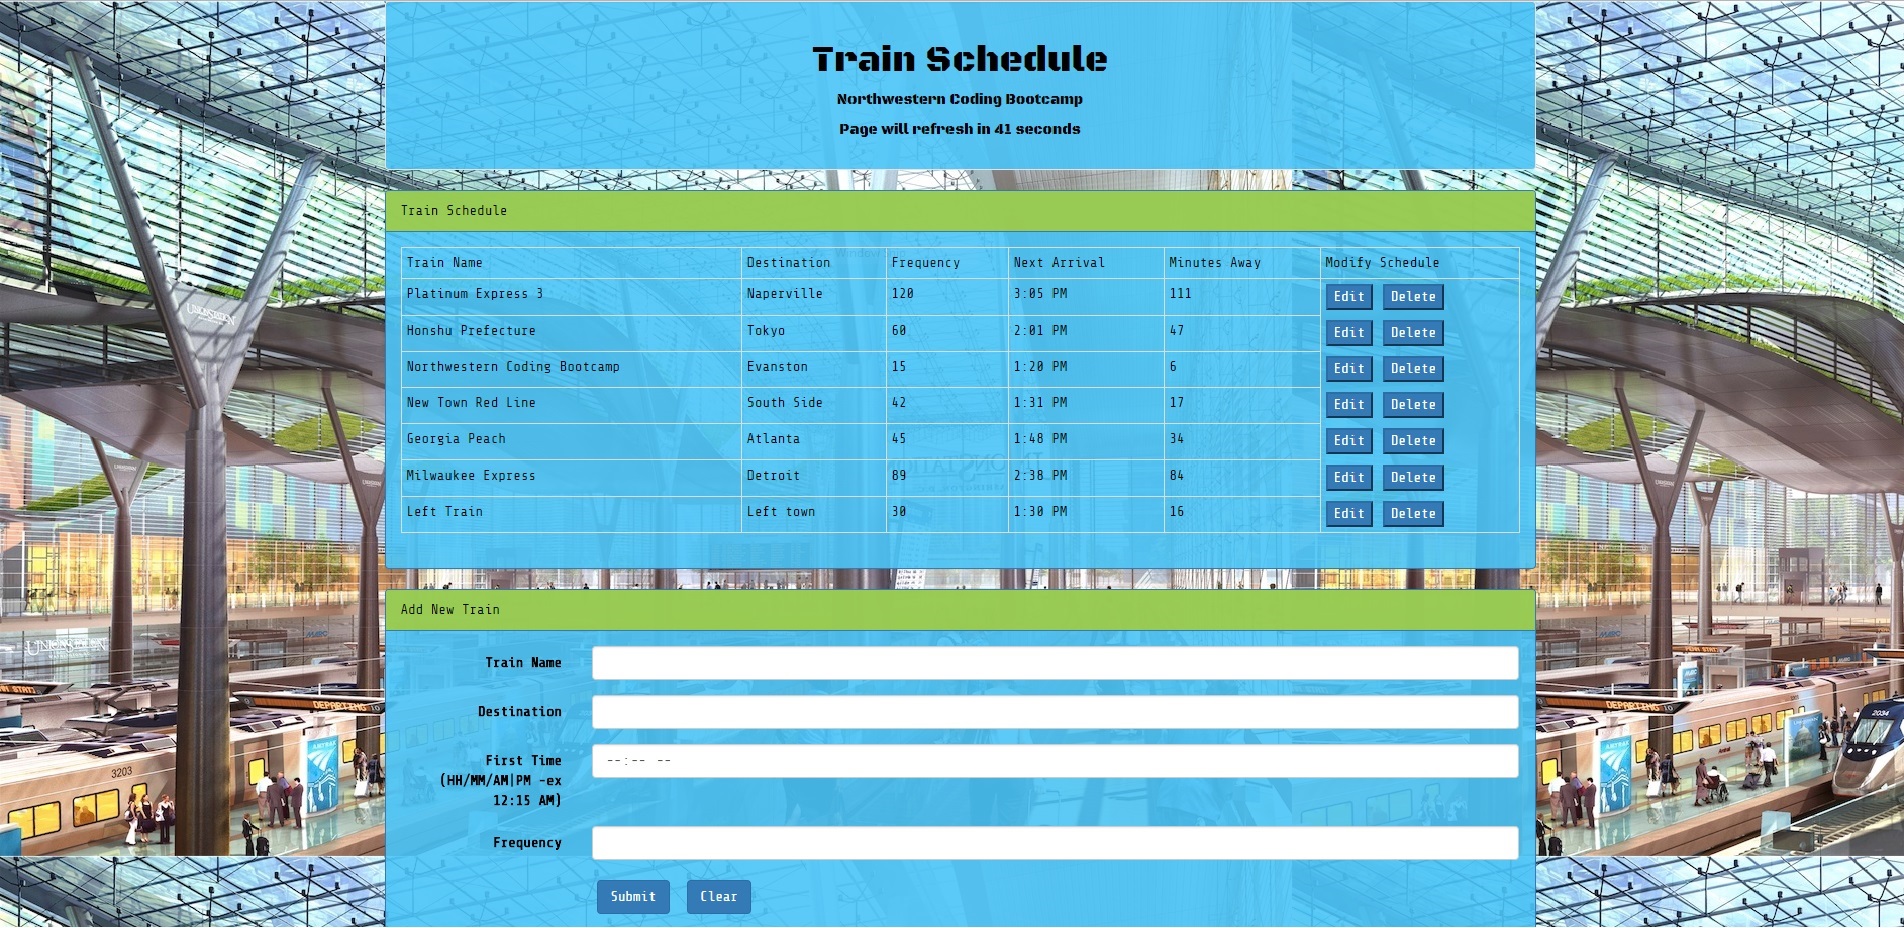 Train Schedule
Northwestern Coding Bootcamp
Page will refresh in 41 seconds
Train Schedule
Train Name Destination Frequency Next Arrival Minutes Away Modify Schedule
Platinum Express 3 Naperville 120 3:05 PM 111 Edit Delete
Honshu Prefecture Tokyo 60 2:01 PM 47 Edit Delete
Northwestern Coding Bootcamp Evanston 15 1:20 PM 6 Edit Delete
New Town Red Line South Side 42 1:31 PM 17 Edit Delete
Georgia Peach Atlanta 45 1:48 PM 34 Edit Delete
Milwaukee Express Detroit 89 2:38 PM 84 Edit Delete
Left Train Left town 30 1:30 PM 16 Edit Delete
Add New Train
Train Name
Destination
First Time
(HH/MM/AM|PM -ex
12:15 AM)
--:-- --
Frequency
Submit Clear
UNIONSTATION
UNIONSTATION
DEPARTING
DEPARTING
3203
2034